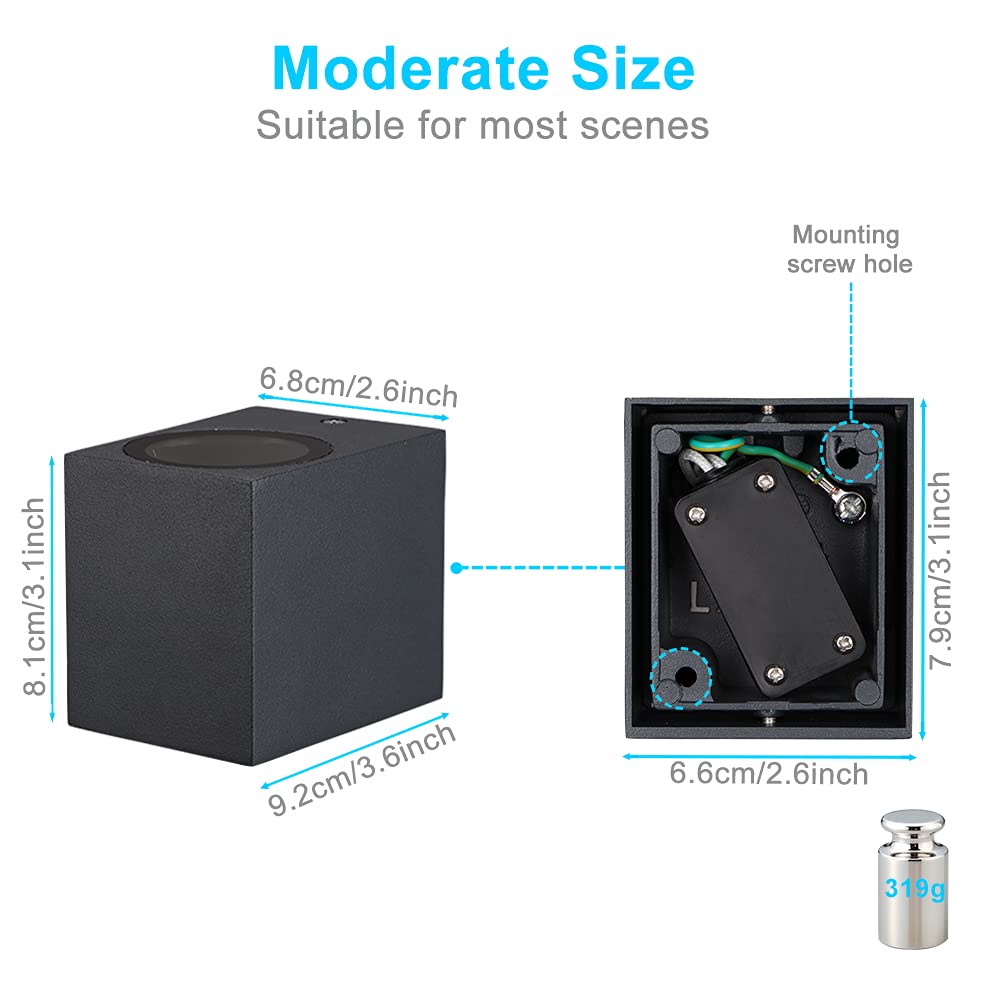 Moderate Size
Suitable for most scenes
Mounting
screw hole
6.8cm/2.6inch
8.1cm/3.1inch
9.2cm/3.6inch
7.9cm/3.1inch
6.6cm/2.6inch
L
319g